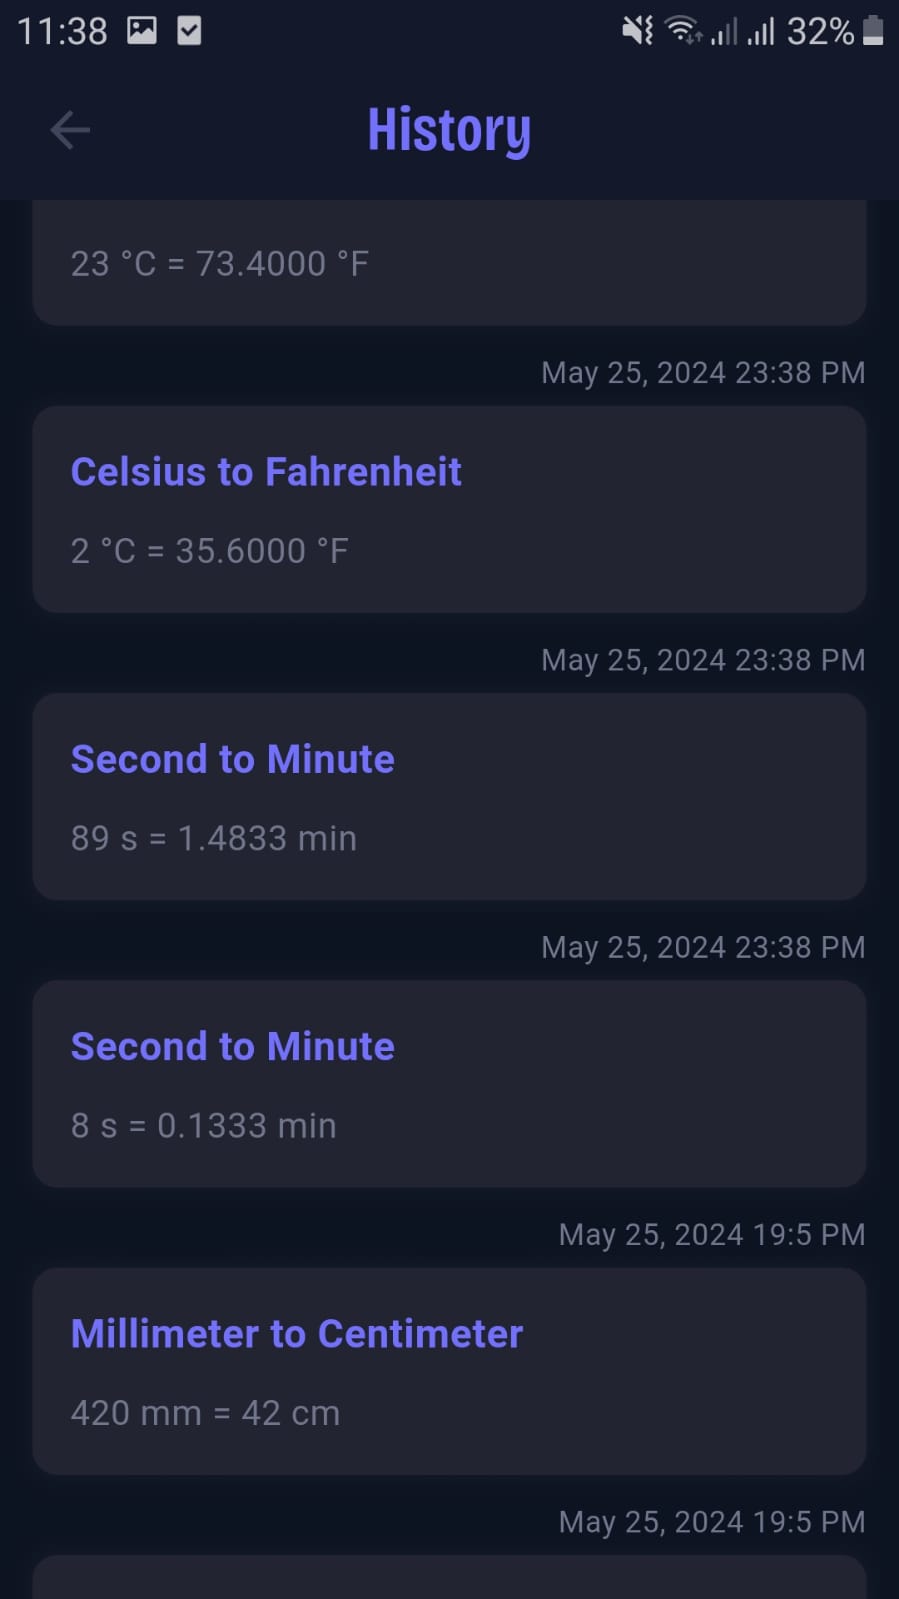 11:38 32%
History
23 °C = 73.4000 °F
May 25, 2024 23:38 PM
Celsius to Fahrenheit
2 °C = 35.6000 °F
May 25, 2024 23:38 PM
Second to Minute
89 s = 1.4833 min
May 25, 2024 23:38 PM
Second to Minute
8 s = 0.1333 min
May 25, 2024 19:5 PM
Millimeter to Centimeter
420 mm = 42 cm
May 25, 2024 19:5 PM